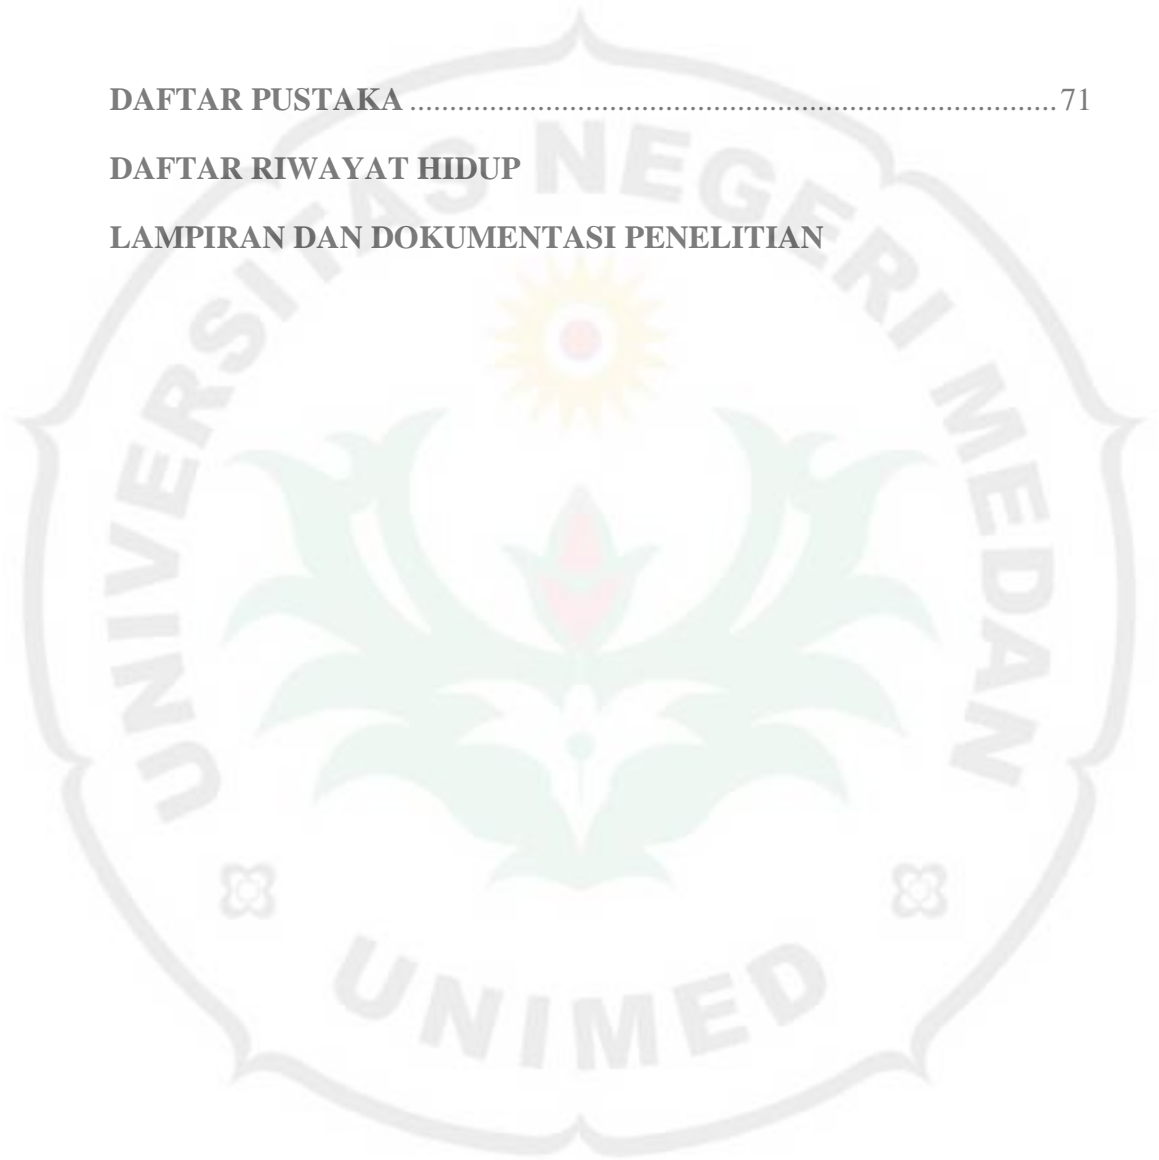 DAFTAR PUSTAKA ................................................................................. 71
DAFTAR RIWAYAT HIDUP
LAMPIRAN DAN DOKUMENTASI PENELITIAN
UNIVERSITAS NEGERI MEDAN
UNIMED